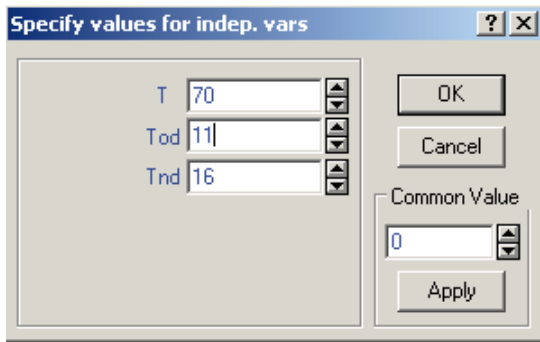 Specify values for indep. vars
T 70
Tod 11
Tnd 16
OK
Cancel
Common Value
0
Apply